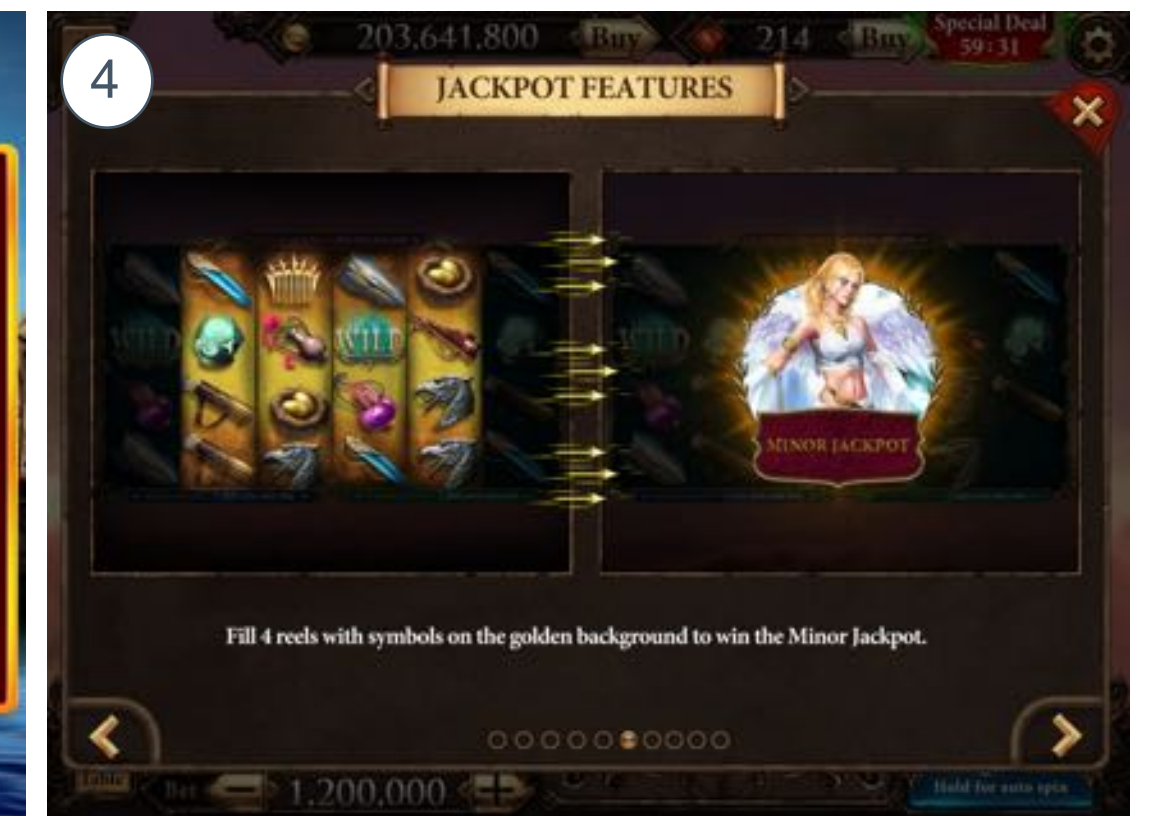 4
203,641,800 Buy 214 Buy Special Deal
59:31
JACKPOT FEATURES
WILD
WILD
WILD
MINOR JACKPOT
Fill 4 reels with symbols on the golden background to win the Minor Jackpot.
Table
Bet 1,200,000 Hold for auto spin